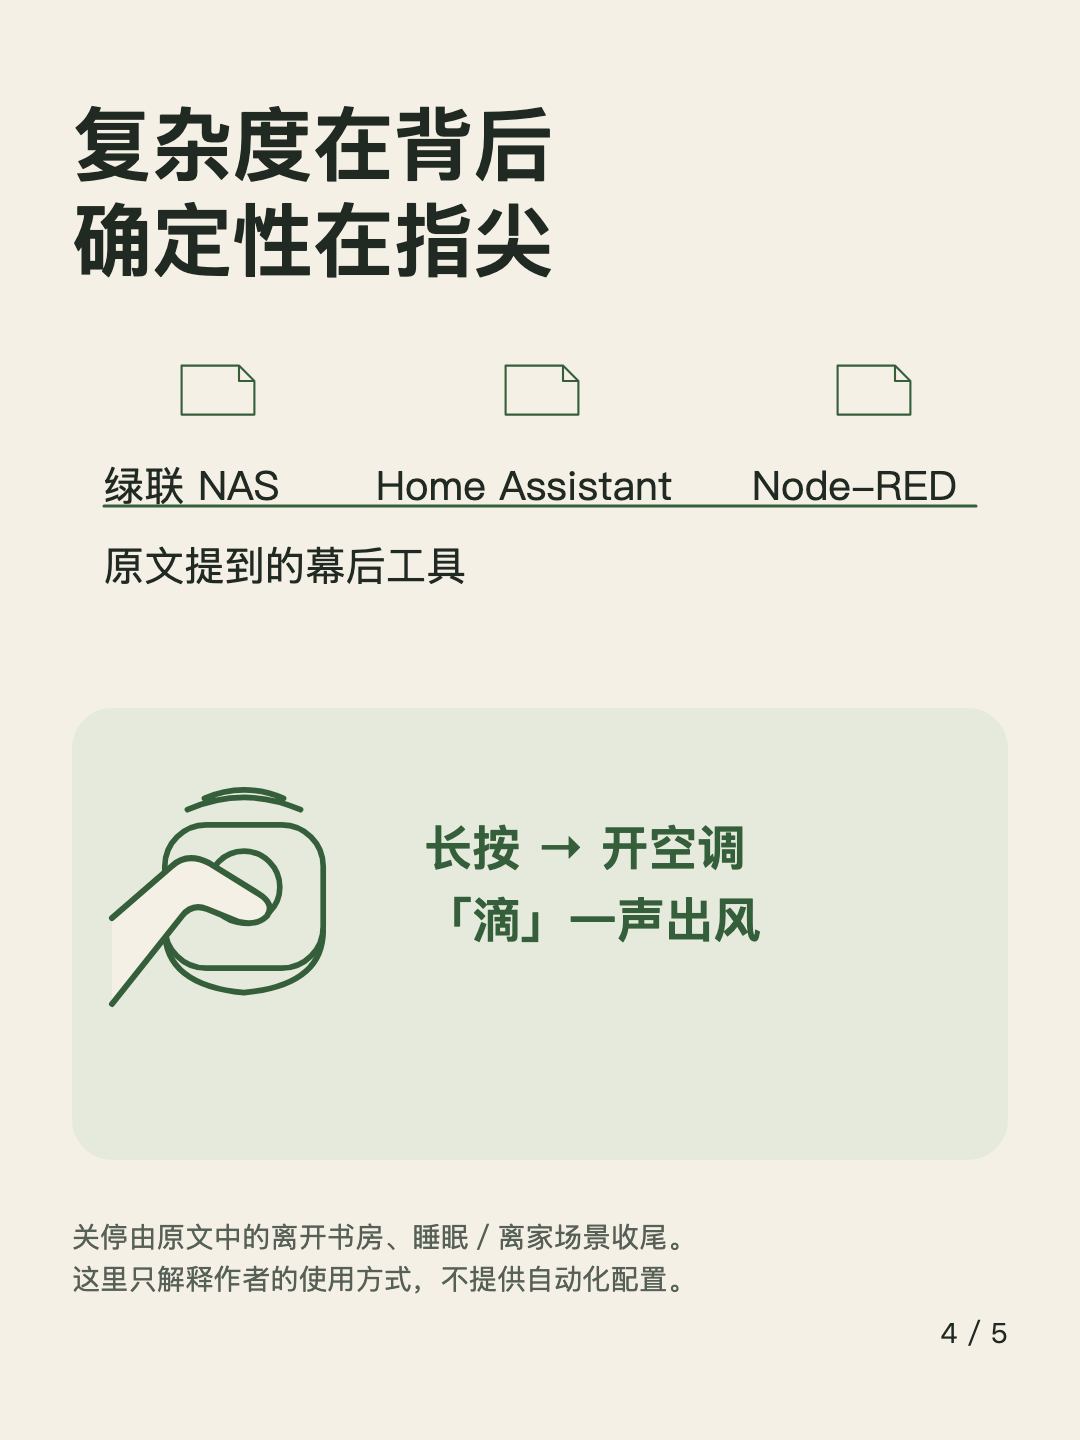 复杂度在背后
确定性在指尖
绿联 NAS
Home Assistant
Node-RED
原文提到的幕后工具
长按 → 开空调
「滴」一声出风
关停由原文中的离开书房、睡眠 / 离家场景收尾。
这里只解释作者的使用方式，不提供自动化配置。
4 / 5